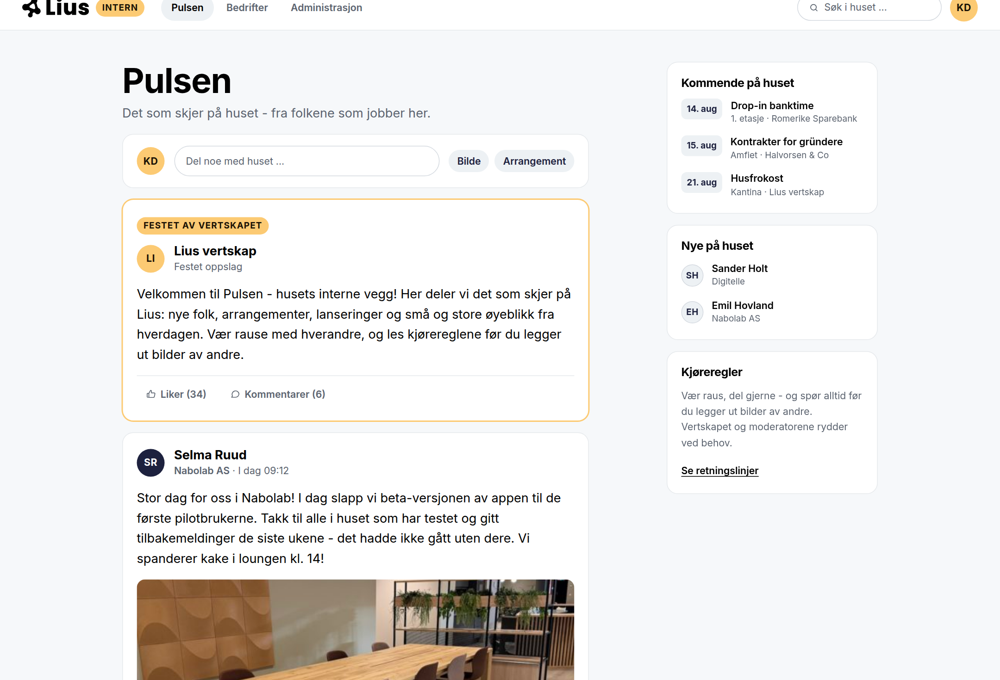 Lius INTERN Pulsen Bedrifter Administrasjon Søk i huset ... KD
Pulsen
Det som skjer på huset - fra folkene som jobber her.
KD Del noe med huset ... Bilde Arrangement
FESTET AV VERTSKAPET
LI Lius vertskap
Festet oppslag
Velkommen til Pulsen - husets interne vegg! Her deler vi det som skjer på
Lius: nye folk, arrangementer, lanseringer og små og store øyeblikk fra
hverdagen. Vær rause med hverandre, og les kjørereglene før du legger
ut bilder av andre.
Liker (34) Kommentarer (6)
SR Selma Ruud
Nabolab AS · I dag 09:12
Stor dag for oss i Nabolab! I dag slapp vi beta-versjonen av appen til de
første pilotbrukerne. Takk til alle i huset som har testet og gitt
tilbakemeldinger de siste ukene - det hadde ikke gått uten dere. Vi
spanderer kake i loungen kl. 14!
Kommende på huset
14. aug Drop-in banktime
1. etasje · Romerike Sparebank
15. aug Kontrakter for gründere
Amfiet · Halvorsen & Co
21. aug Husfrokost
Kantina · Lius vertskap
Nye på huset
SH Sander Holt
Digitelle
EH Emil Hovland
Nabolab AS
Kjøreregler
Vær raus, del gjerne - og spør alltid før
du legger ut bilder av andre.
Vertskapet og moderatorene rydder
ved behov.
Se retningslinjer